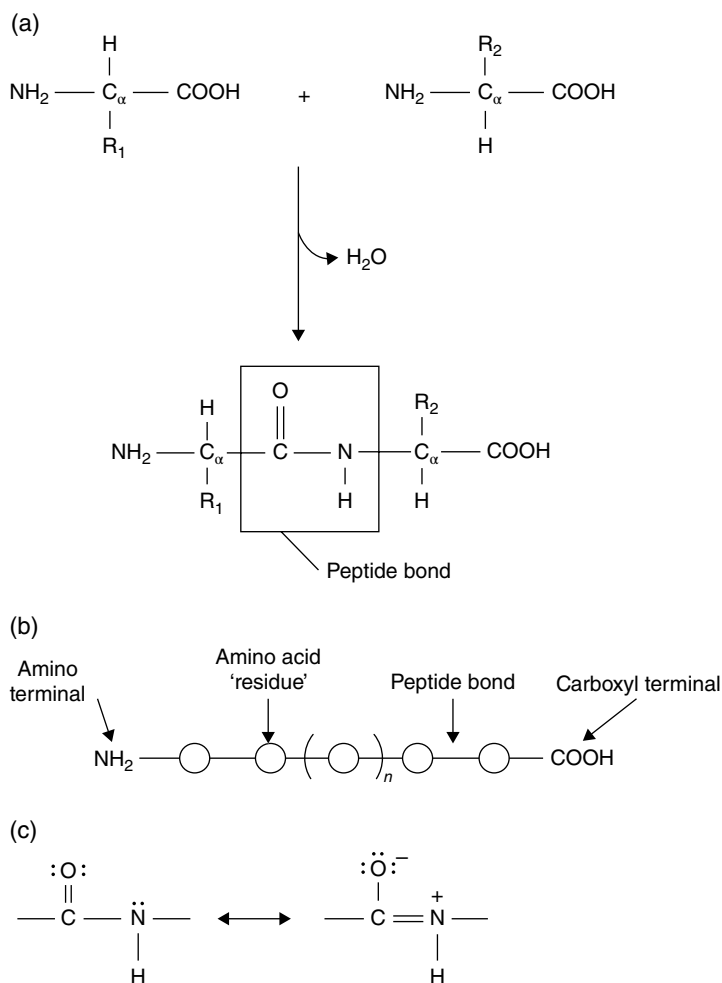 (a)
H
R₂
NH₂ Cα COOH + NH₂ Cα COOH
R₁
H
H₂O
O
H
R₂
NH₂ Cα C N Cα COOH
R₁
H
H
Peptide bond
(b)
Amino terminal
Amino acid ‘residue’
Peptide bond
Carboxyl terminal
NH₂ ( )n COOH
(c)
:O:
:Ö:⁻
C N̈
C N⁺
H
H